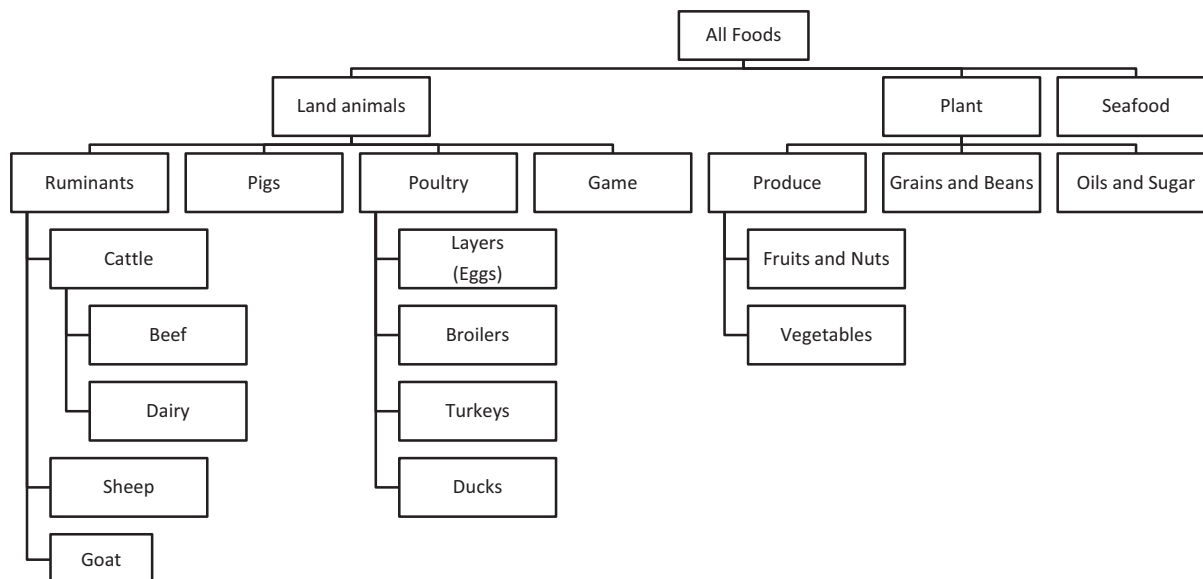 All Foods
Land animals
Plant
Seafood
Ruminants
Pigs
Poultry
Game
Produce
Grains and Beans
Oils and Sugar
Cattle
Layers
(Eggs)
Fruits and Nuts
Beef
Broilers
Vegetables
Dairy
Turkeys
Sheep
Ducks
Goat